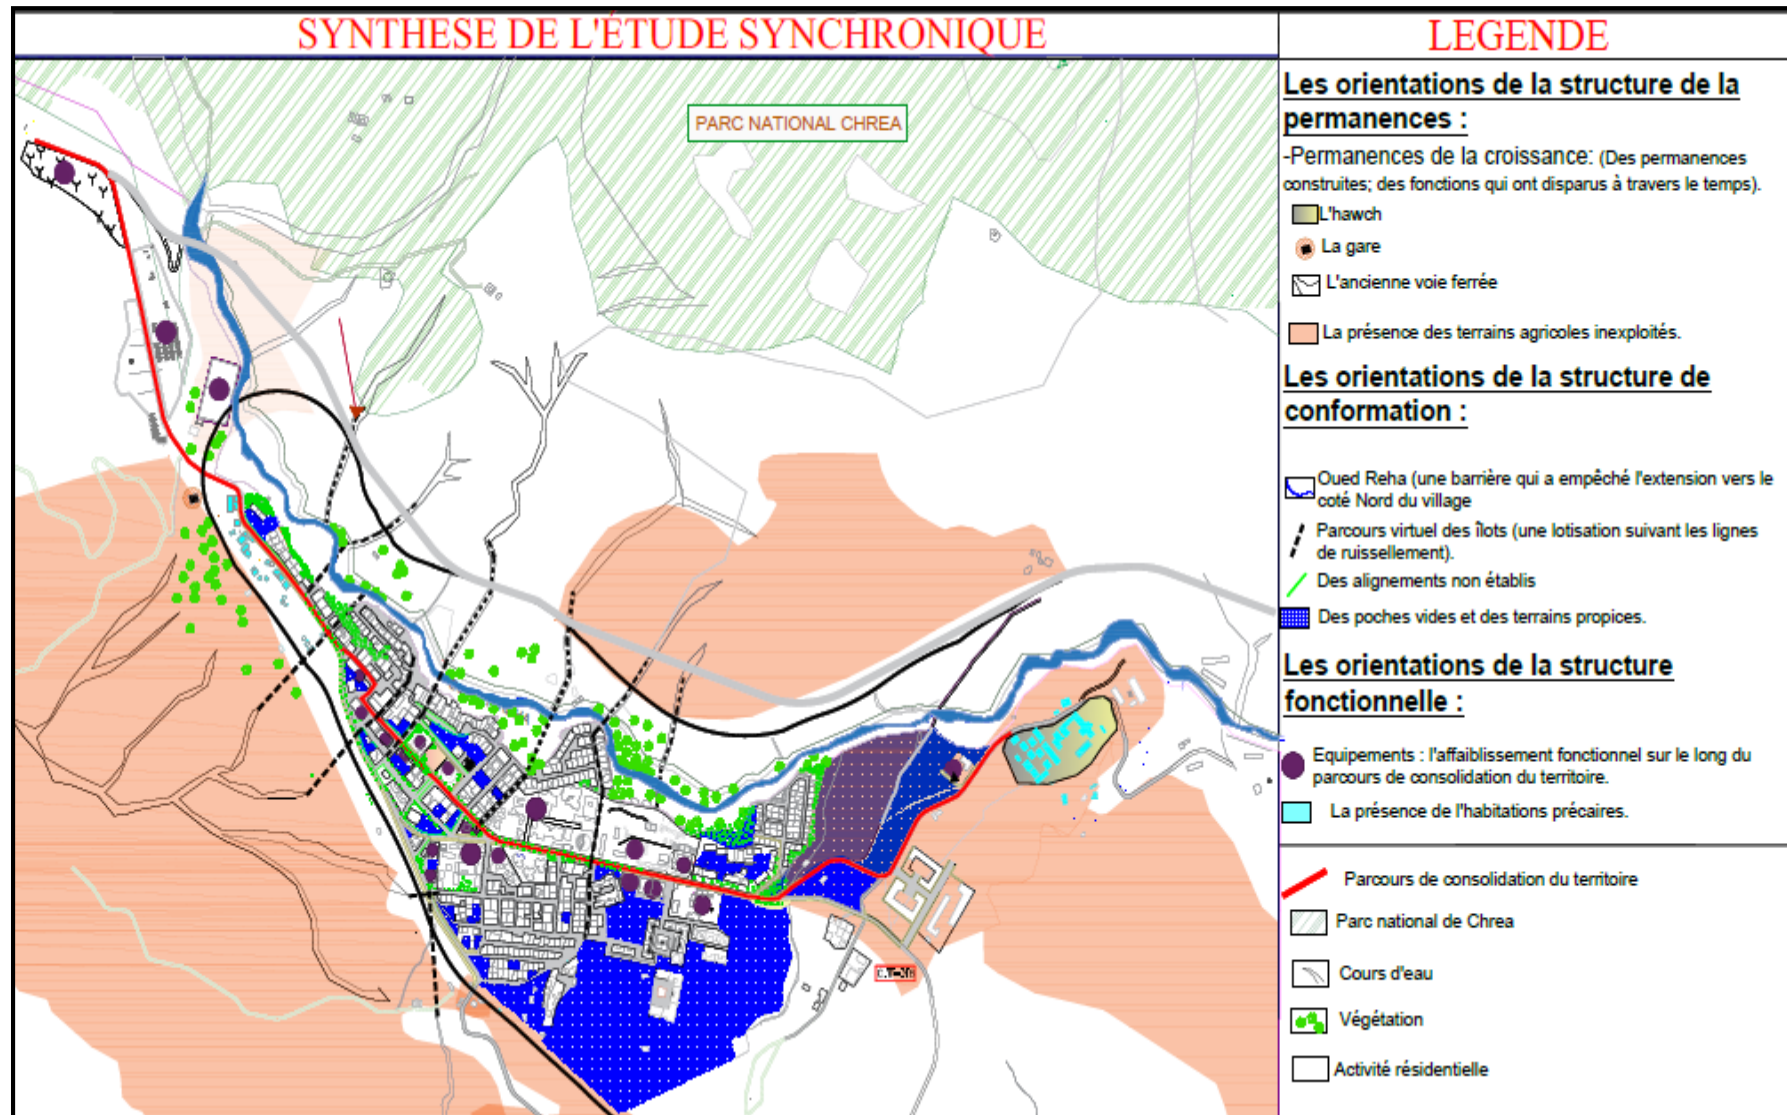 SYNTHESE DE L'ÉTUDE SYNCHRONIQUE
PARC NATIONAL CHREA
LEGENDE
Les orientations de la structure de la
permanences :
-Permanences de la croissance: (Des permanences
construites; des fonctions qui ont disparus à travers le temps).
L'hawch
La gare
L'ancienne voie ferrée
La présence des terrains agricoles inexploités.
Les orientations de la structure de
conformation :
Oued Reha (une barrière qui a empêché l'extension vers le
coté Nord du village
Parcours virtuel des îlots (une lotisation suivant les lignes
de ruissellement).
Des alignements non établis
Des poches vides et des terrains propices.
Les orientations de la structure
fonctionnelle :
Equipements : l'affaiblissement fonctionnel sur le long du
parcours de consolidation du territoire.
La présence de l'habitations précaires.
Parcours de consolidation du territoire
Parc national de Chrea
Cours d'eau
Végétation
Activité résidentielle